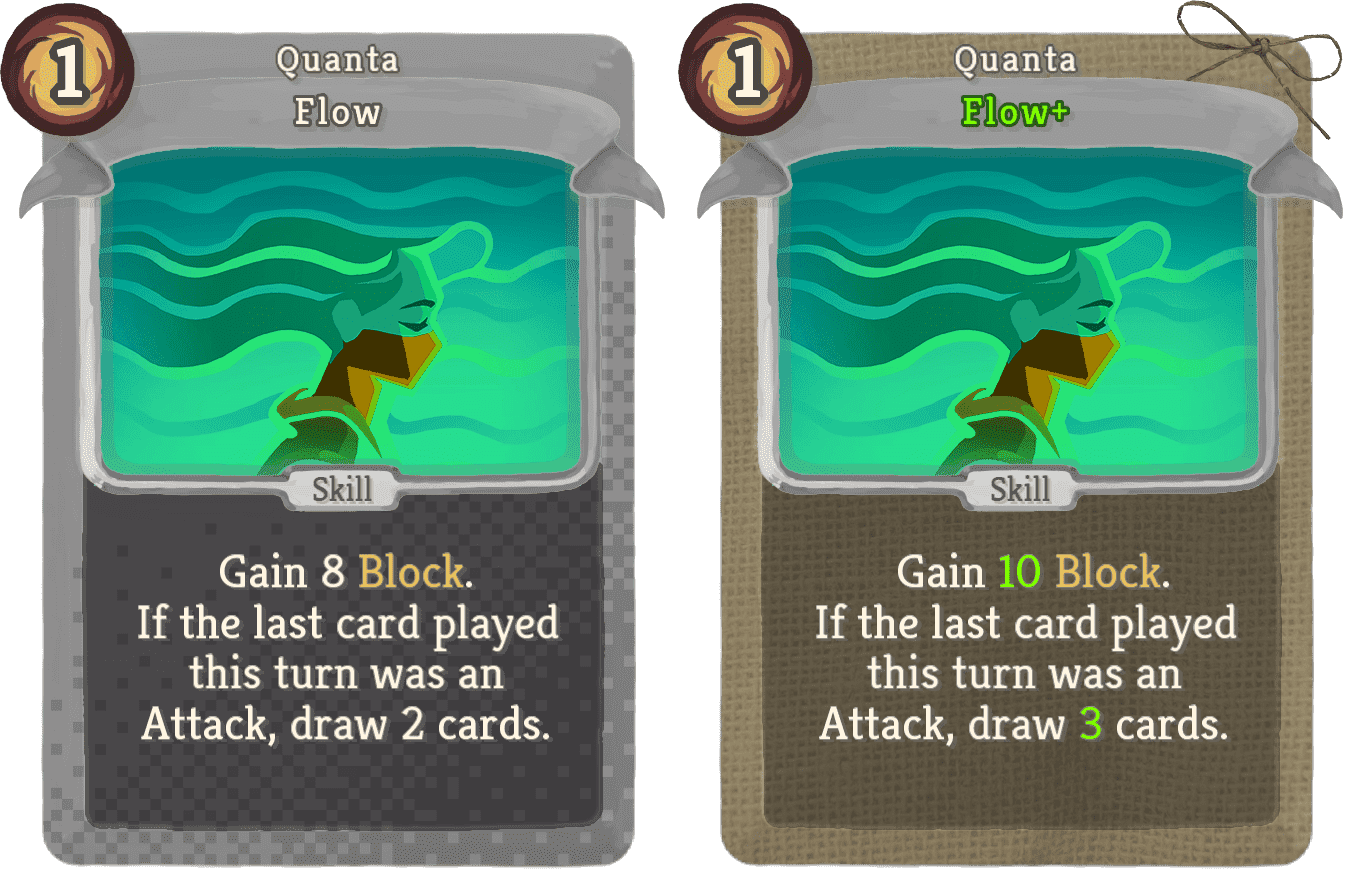 1
Quanta
Flow
Skill
Gain 8 Block.
If the last card played
this turn was an
Attack, draw 2 cards.
1
Quanta
Flow+
Skill
Gain 10 Block.
If the last card played
this turn was an
Attack, draw 3 cards.